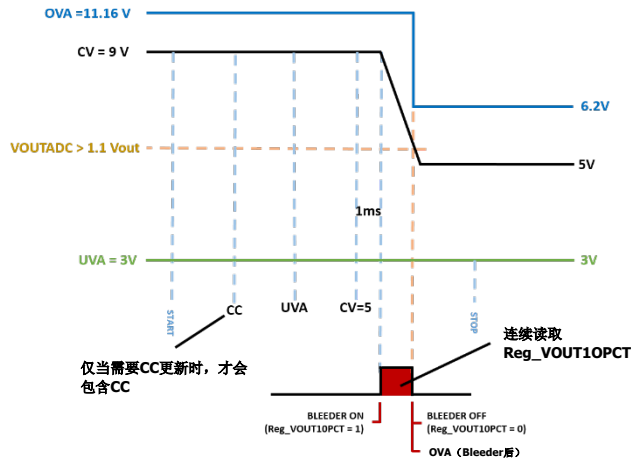 OVA =11.16 V
CV = 9 V
6.2V
VOUTADC > 1.1 Vout
5V
1ms
UVA = 3V
3V
START
CC
UVA
CV=5
STOP
仅当需要CC更新时，才会
包含CC
连续读取
Reg_VOUT1OPCT
BLEEDER ON
(Reg_VOUT10PCT = 1)
BLEEDER OFF
(Reg_VOUT10PCT = 0)
OVA（Bleeder后）